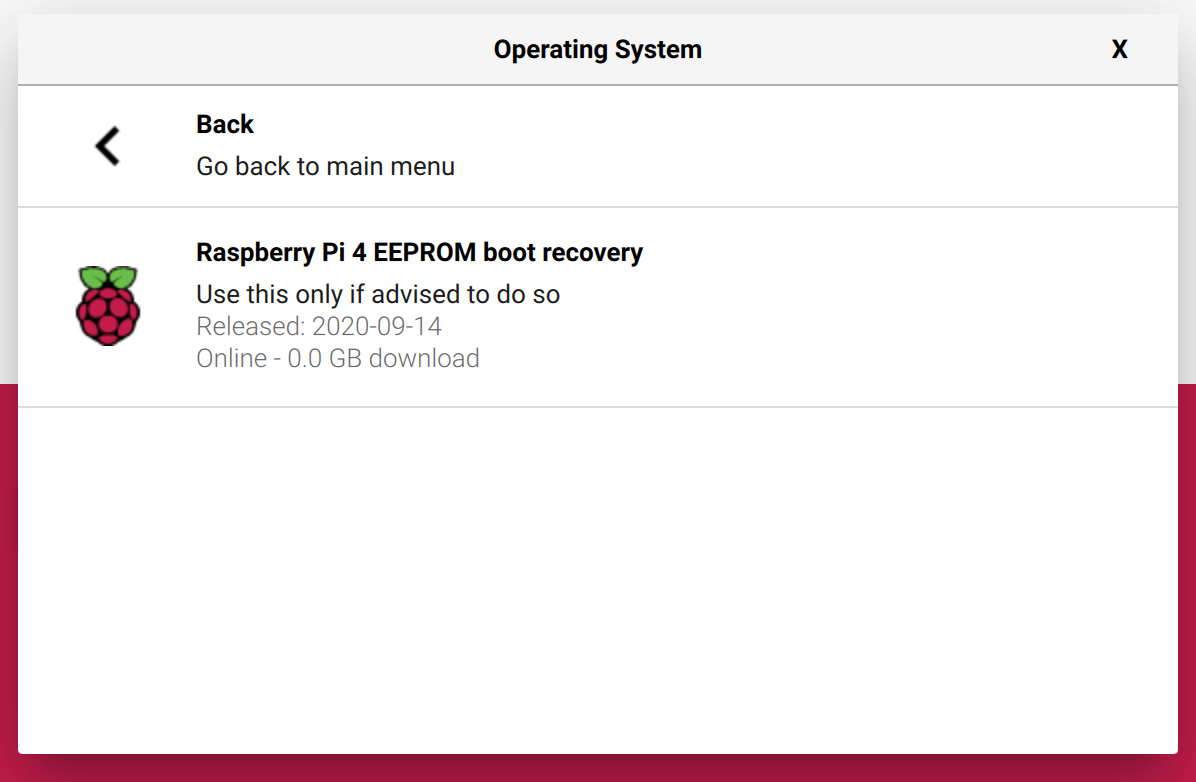 Operating System
X
Back
Go back to main menu
Raspberry Pi 4 EEPROM boot recovery
Use this only if advised to do so
Released: 2020-09-14
Online - 0.0 GB download